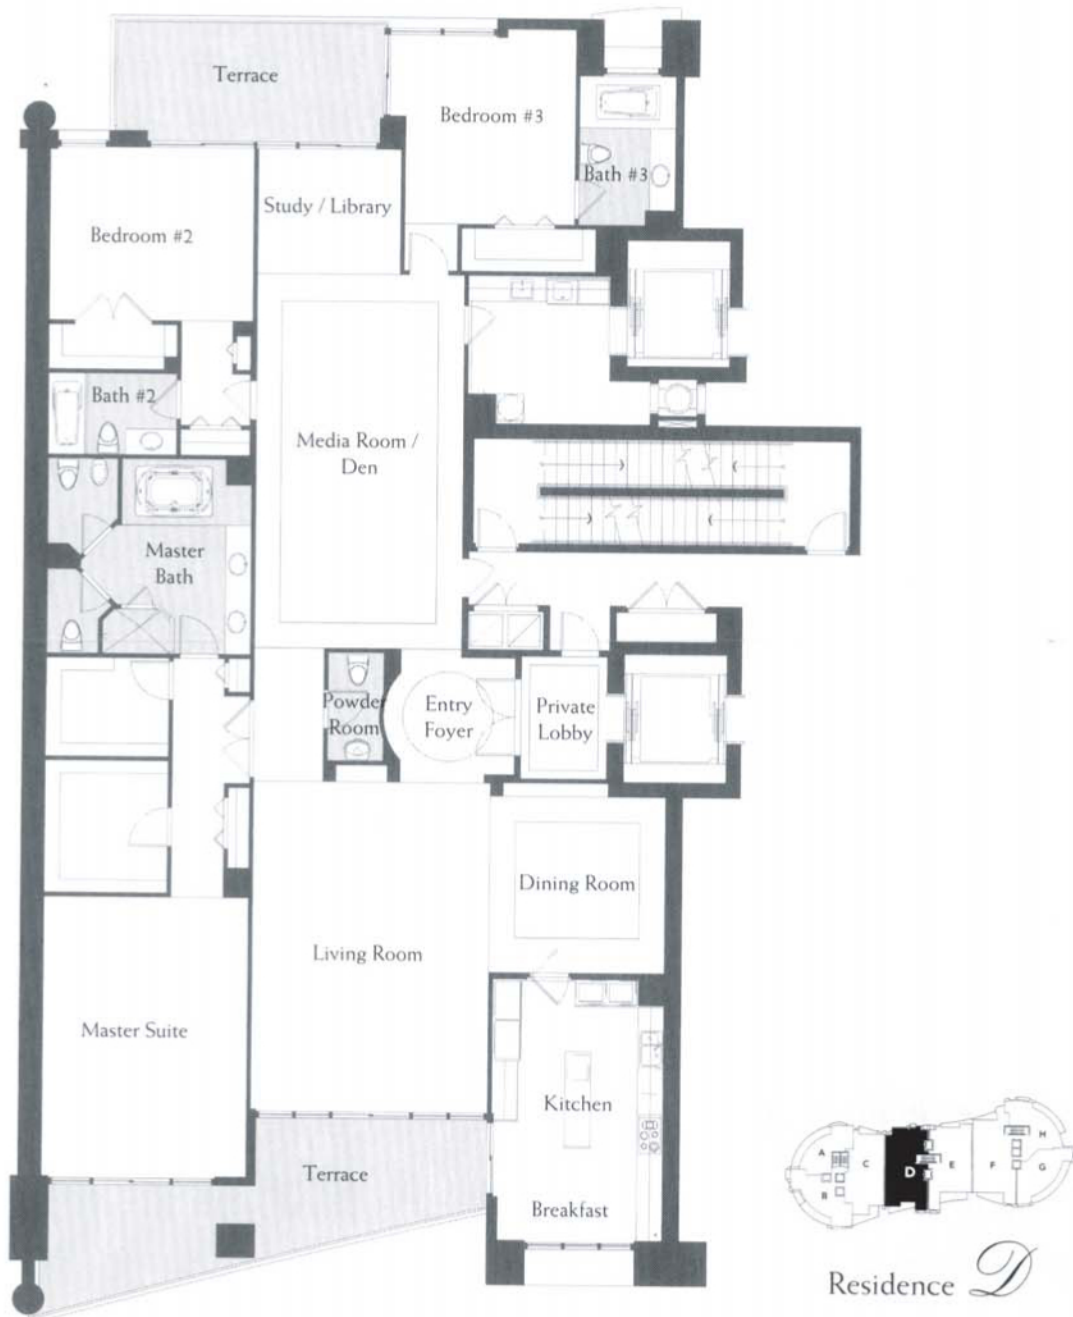 Terrace
Bedroom #3
Bath #3
Study / Library
Bedroom #2
Bath #2
Media Room /
Den
Master
Bath
Powder
Room
Entry
Foyer
Private
Lobby
Dining Room
Living Room
Master Suite
Kitchen
Terrace
Breakfast
A
B
C
D
E
F
G
H
Residence D